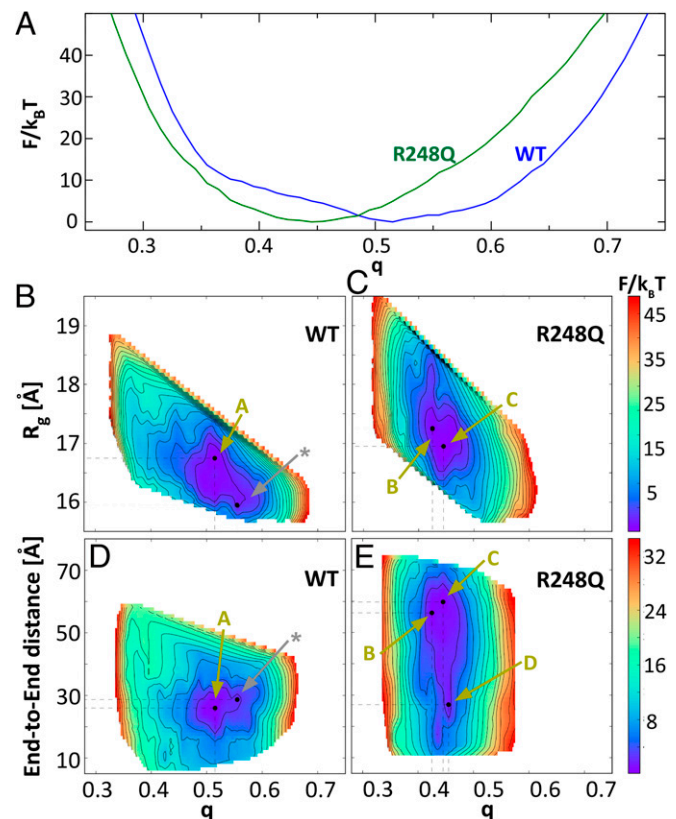 A
F/k_BT
50
40
30
20
10
0
R248Q
WT
0.3 0.4 0.5 0.6 0.7
q
B
WT
C
R248Q
F/k_BT
R_g [Å]
19
18
17
16
A
*
B
C
45
35
25
15
5
D
WT
E
R248Q
End-to-End distance [Å]
70
50
30
10
A
*
C
B
D
32
24
16
8
0.3 0.4 0.5 0.6 0.7
q
0.3 0.4 0.5 0.6 0.7
q